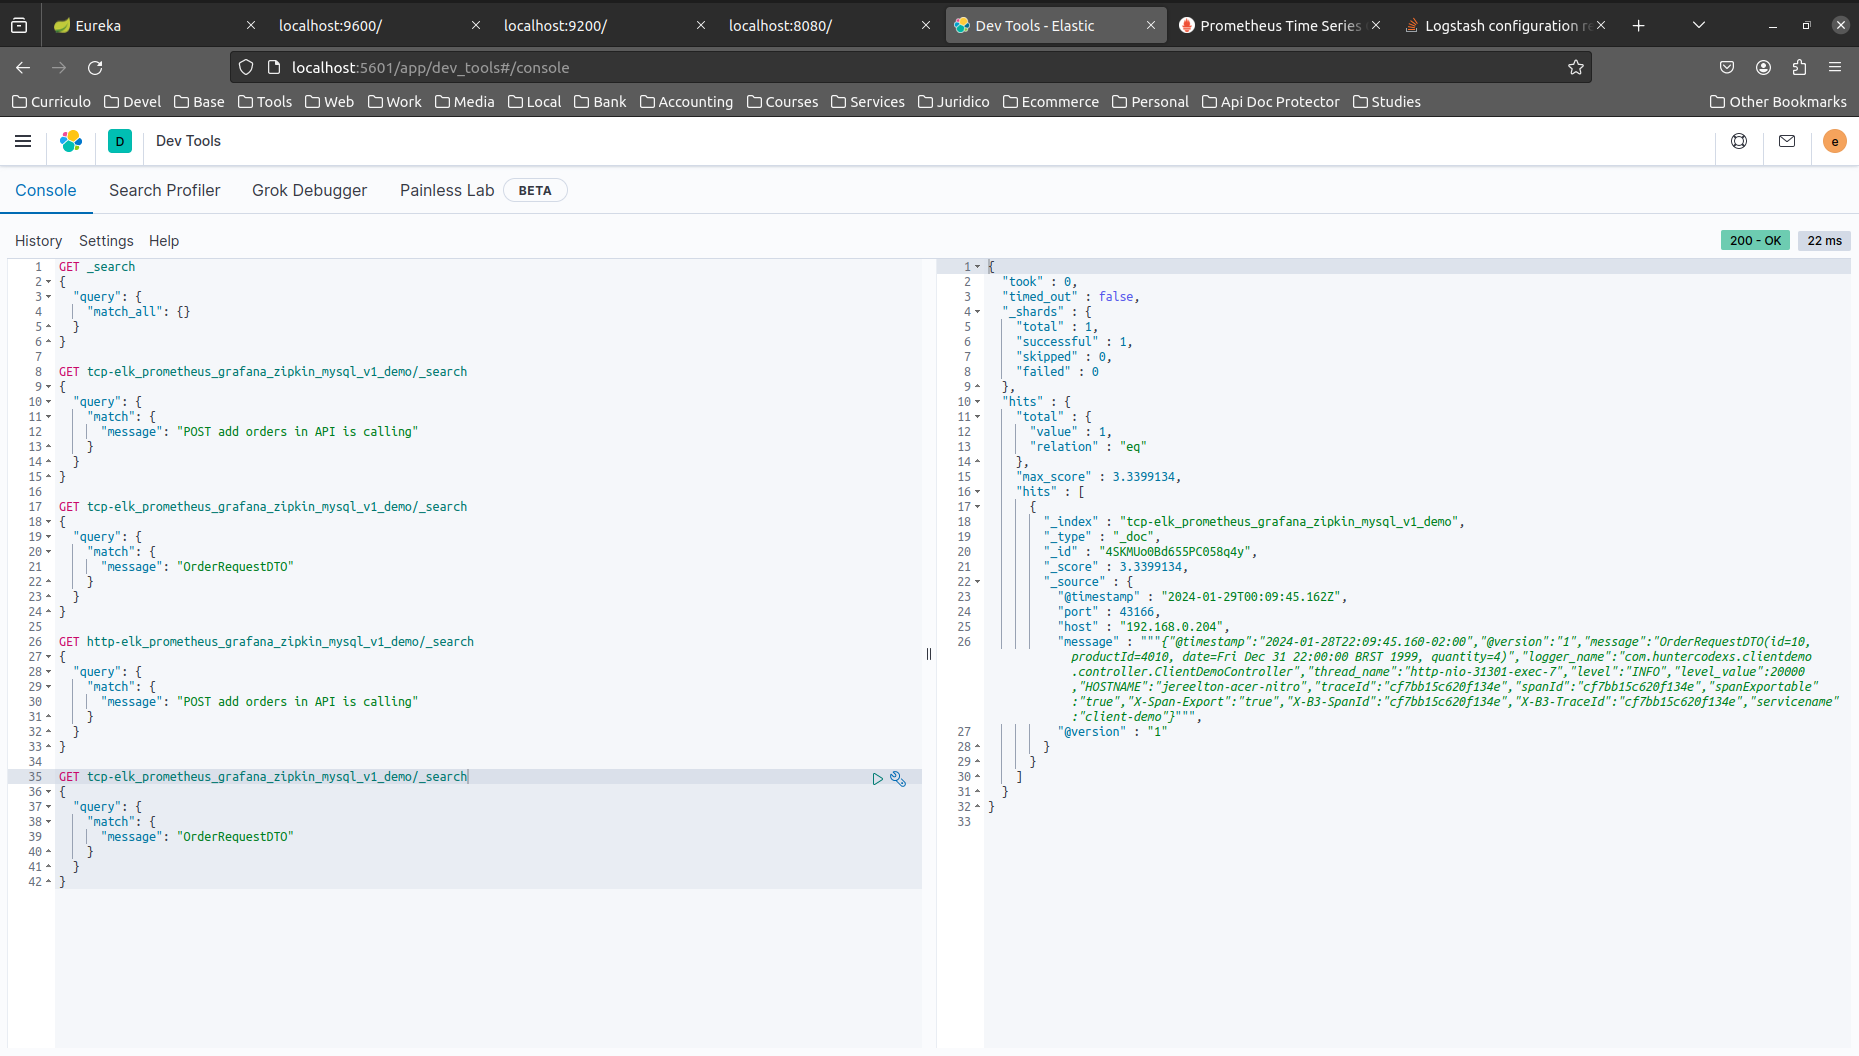 Eureka
localhost:9600/
localhost:9200/
localhost:8080/
Dev Tools - Elastic
Prometheus Time Series
Logstash configuration re
localhost:5601/app/dev_tools#/console
Curriculo Devel Base Tools Web Work Media Local Bank Accounting Courses Services Juridico Ecommerce Personal Api Doc Protector Studies Other Bookmarks
D Dev Tools e
Console Search Profiler Grok Debugger Painless Lab BETA
History Settings Help 200 - OK 22 ms
1 GET _search
2 {
3 "query": {
4 "match_all": {}
5 }
6 }
7
8 GET tcp-elk_prometheus_grafana_zipkin_mysql_v1_demo/_search
9 {
10 "query": {
11 "match": {
12 "message": "POST add orders in API is calling"
13 }
14 }
15 }
16
17 GET tcp-elk_prometheus_grafana_zipkin_mysql_v1_demo/_search
18 {
19 "query": {
20 "match": {
21 "message": "OrderRequestDTO"
22 }
23 }
24 }
25
26 GET http-elk_prometheus_grafana_zipkin_mysql_v1_demo/_search
27 {
28 "query": {
29 "match": {
30 "message": "POST add orders in API is calling"
31 }
32 }
33 }
34
35 GET tcp-elk_prometheus_grafana_zipkin_mysql_v1_demo/_search
36 {
37 "query": {
38 "match": {
39 "message": "OrderRequestDTO"
40 }
41 }
42 }
1 {
2 "took" : 0,
3 "timed_out" : false,
4 "_shards" : {
5 "total" : 1,
6 "successful" : 1,
7 "skipped" : 0,
8 "failed" : 0
9 },
10 "hits" : {
11 "total" : {
12 "value" : 1,
13 "relation" : "eq"
14 },
15 "max_score" : 3.3399134,
16 "hits" : [
17 {
18 "_index" : "tcp-elk_prometheus_grafana_zipkin_mysql_v1_demo",
19 "_type" : "_doc",
20 "_id" : "4SKMUo0Bd655PC058q4y",
21 "_score" : 3.3399134,
22 "_source" : {
23 "@timestamp" : "2024-01-29T00:09:45.162Z",
24 "port" : 43166,
25 "host" : "192.168.0.204",
26 "message" : """{"@timestamp":"2024-01-28T22:09:45.160-02:00","@version":"1","message":"OrderRequestDTO(id=10,
productId=4010, date=Fri Dec 31 22:00:00 BRST 1999, quantity=4)","logger_name":"com.huntercodexs.clientdemo
.controller.ClientDemoController","thread_name":"http-nio-31301-exec-7","level":"INFO","level_value":20000
,"HOSTNAME":"jereelton-acer-nitro","traceId":"cf7bb15c620f134e","spanId":"cf7bb15c620f134e","spanExportable"
:"true","X-Span-Export":"true","X-B3-SpanId":"cf7bb15c620f134e","X-B3-TraceId":"cf7bb15c620f134e","servicename"
:"client-demo"}""",
27 "@version" : "1"
28 }
29 }
30 ]
31 }
32 }
33